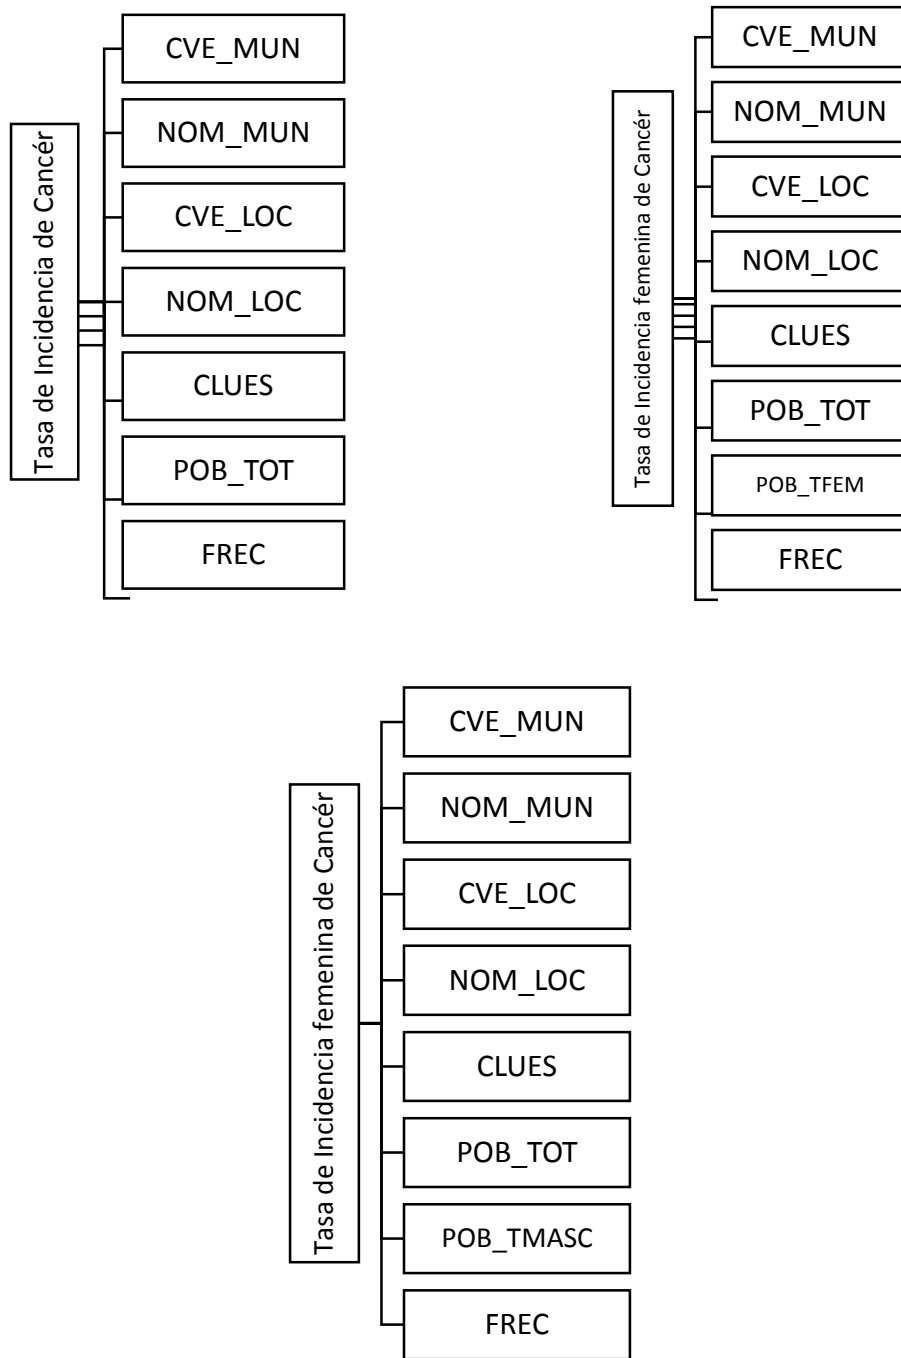 Tasa de Incidencia de Cancér
CVE_MUN
NOM_MUN
CVE_LOC
NOM_LOC
CLUES
POB_TOT
FREC
Tasa de Incidencia femenina de Cancér
CVE_MUN
NOM_MUN
CVE_LOC
NOM_LOC
CLUES
POB_TOT
POB_TFEM
FREC
Tasa de Incidencia femenina de Cancér
CVE_MUN
NOM_MUN
CVE_LOC
NOM_LOC
CLUES
POB_TOT
POB_TMASC
FREC